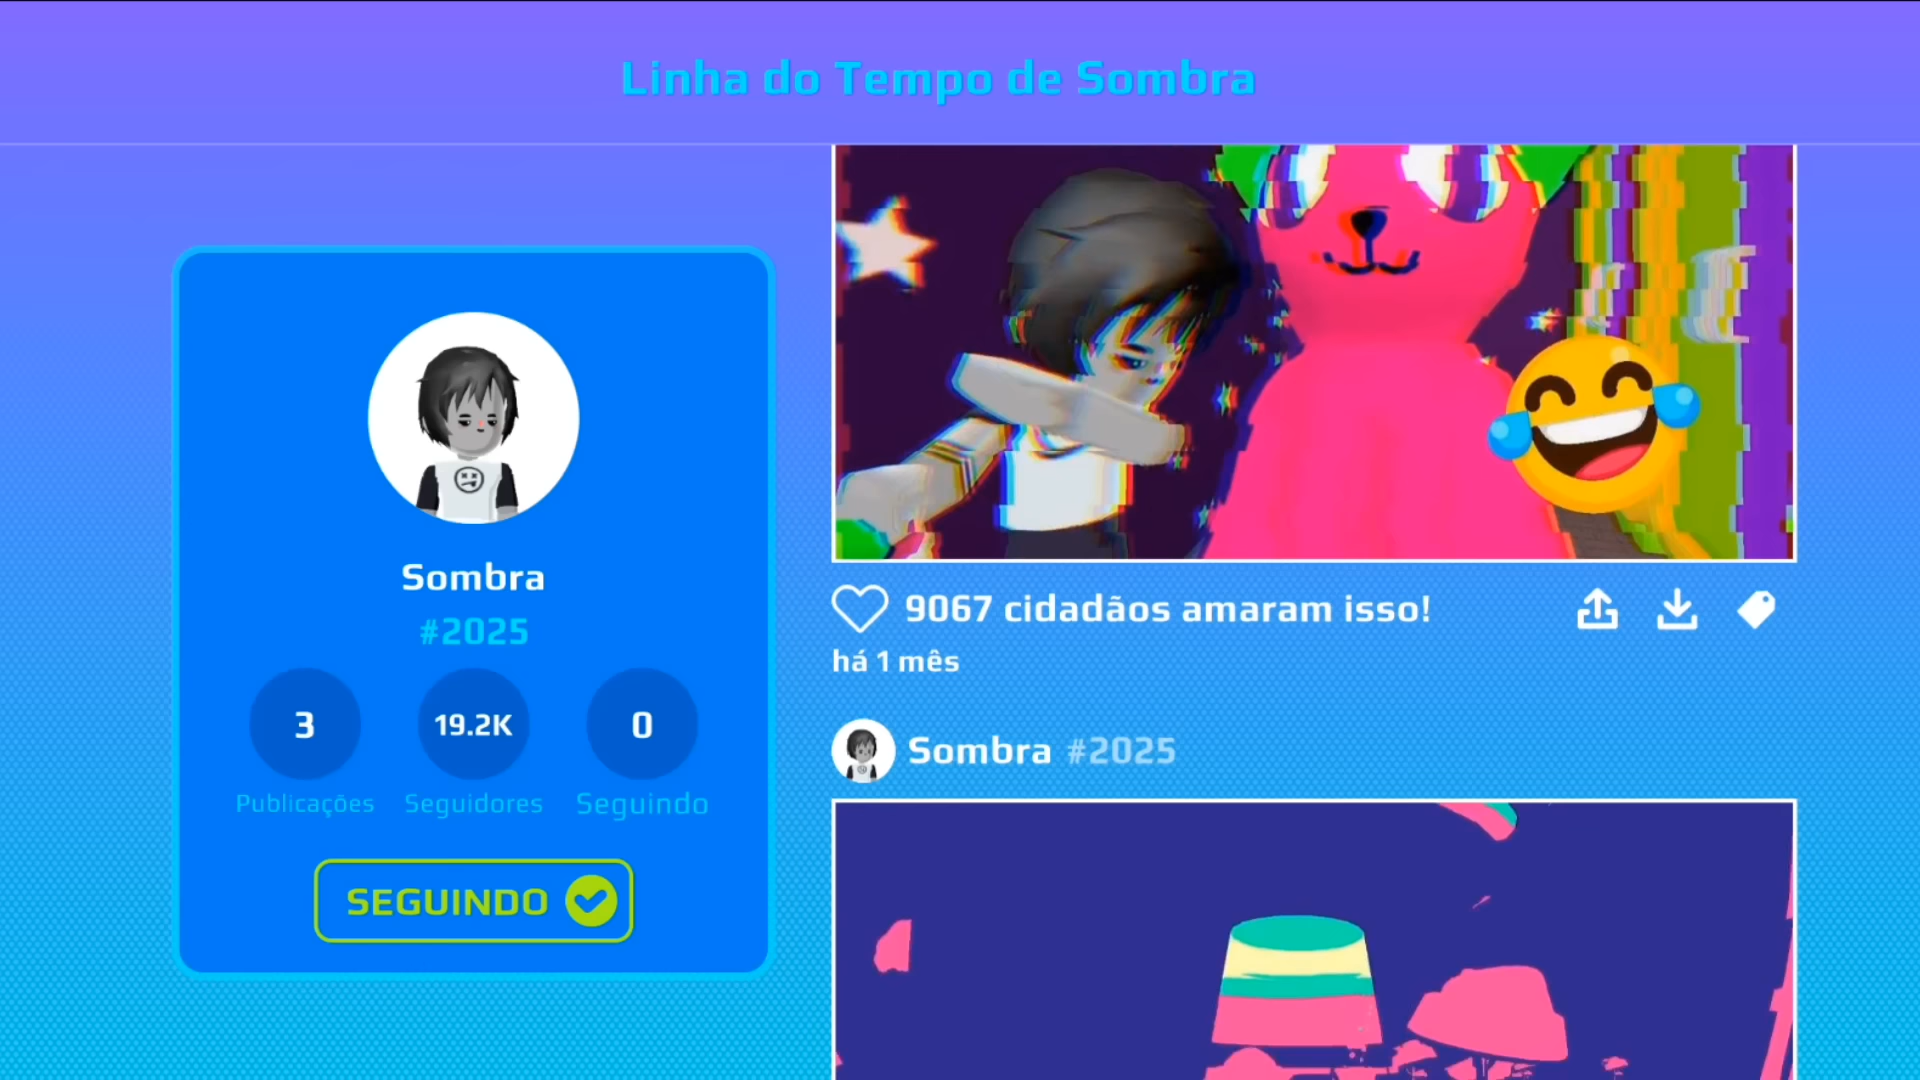 Linha do Tempo de Sombra
Sombra
#2025
3
19.2K
0
Publicações
Seguidores
Seguindo
SEGUINDO
9067 cidadãos amaram isso!
há 1 mês
Sombra #2025